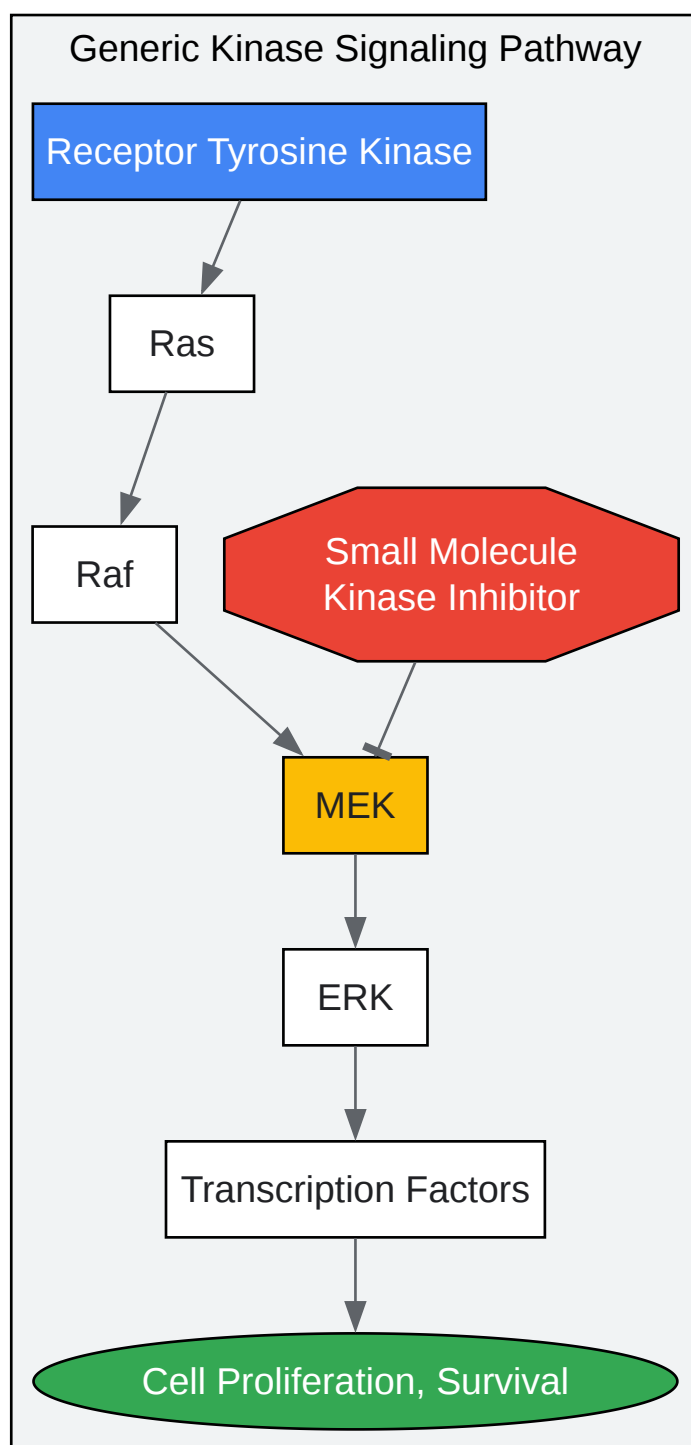 Generic Kinase Signaling Pathway
Receptor Tyrosine Kinase
Ras
Raf
Small Molecule
Kinase Inhibitor
MEK
ERK
Transcription Factors
Cell Proliferation, Survival